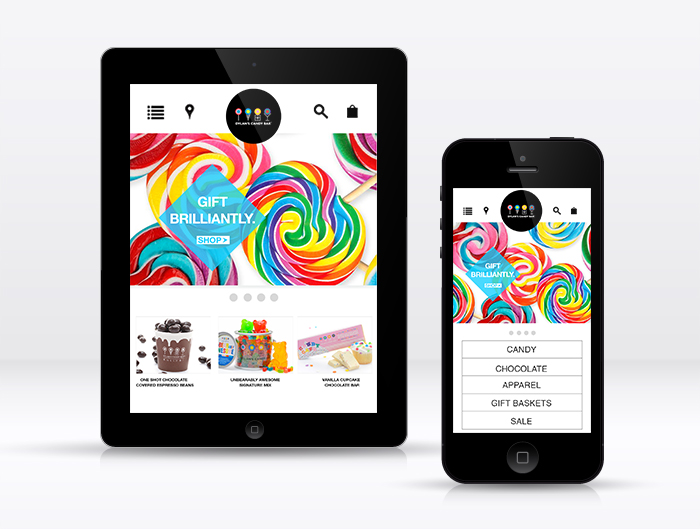 DYLAN'S CANDY BAR
GIFT
BRILLIANTLY.
SHOP
ONE SHOT CHOCOLATE
COVERED ESPRESSO BEANS
UNBEARABLY AWESOME
SIGNATURE MIX
VANILLA CUPCAKE
CHOCOLATE BAR
DYLAN'S CANDY BAR
GIFT
BRILLIANTLY.
SHOP
CANDY
CHOCOLATE
APPAREL
GIFT BASKETS
SALE